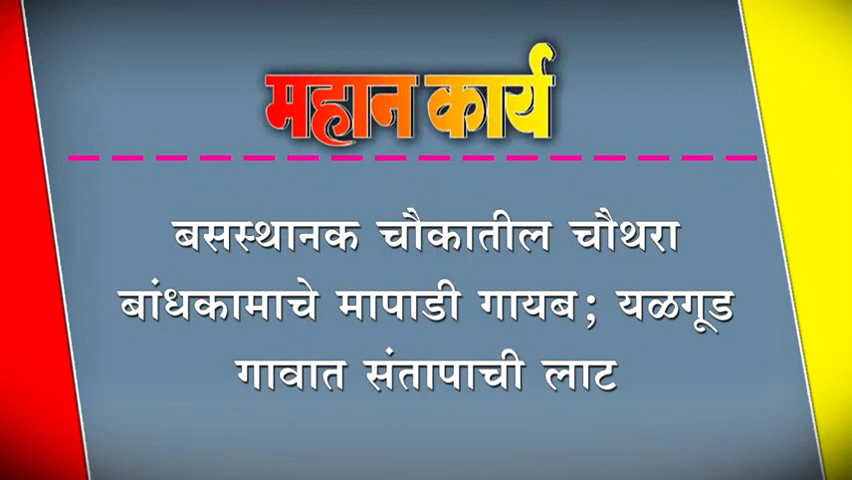 महान कार्य
बसस्थानक चौकातील चौथरा
बांधकामाचे मापाडी गायब; यळगूड
गावात संतापाची लाट